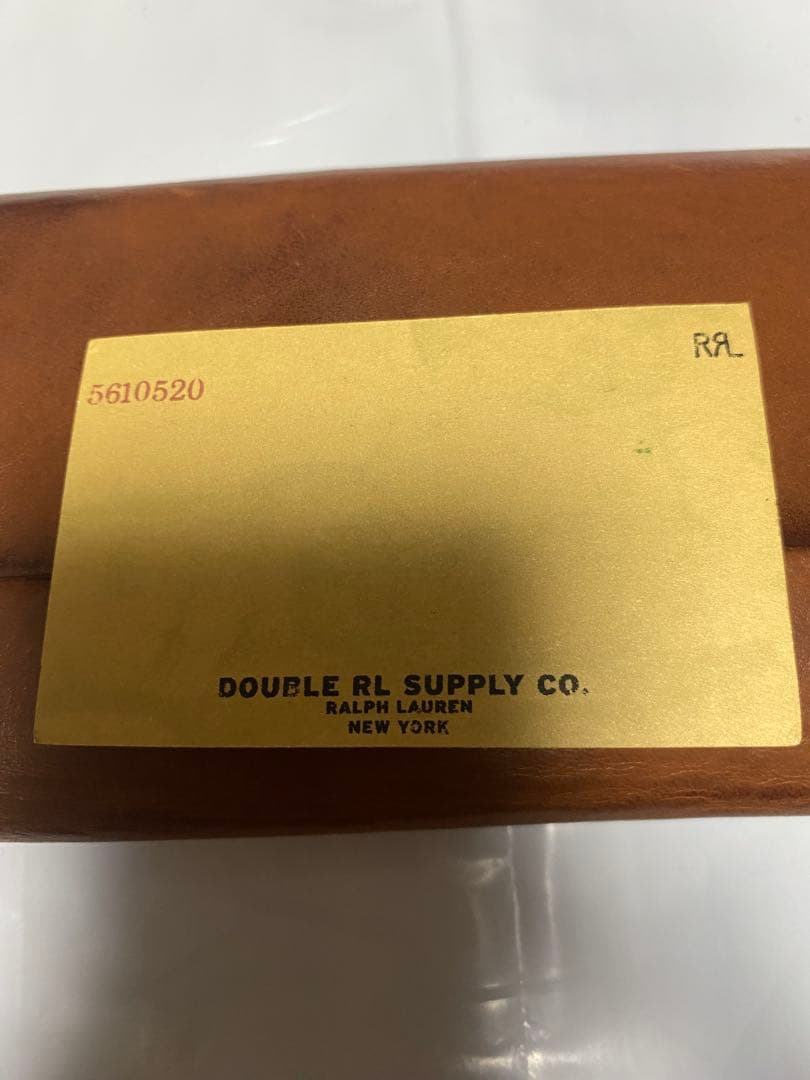 RRL
5610520
DOUBLE RL SUPPLY CO.
RALPH LAUREN
NEW YORK